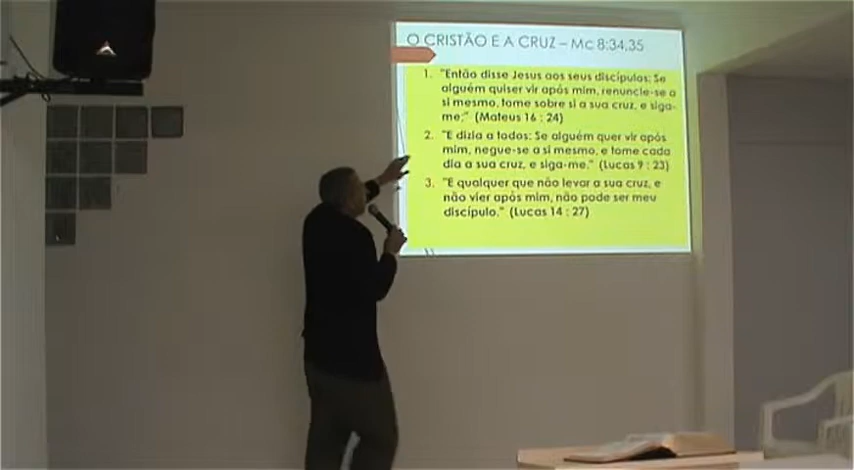 O CRISTÃO E A CRUZ – Mc 8:34,35
1. "Então disse Jesus aos seus discípulos: Se
alguém quiser vir após mim, renuncie-se a
si mesmo, tome sobre si a sua cruz, e siga-
me;" (Mateus 16 : 24)
2. "E dizia a todos: Se alguém quer vir após
mim, negue-se a si mesmo, e tome cada
dia a sua cruz, e siga-me." (Lucas 9 : 23)
3. "E qualquer que não levar a sua cruz, e
não vier após mim, não pode ser meu
discípulo." (Lucas 14 : 27)